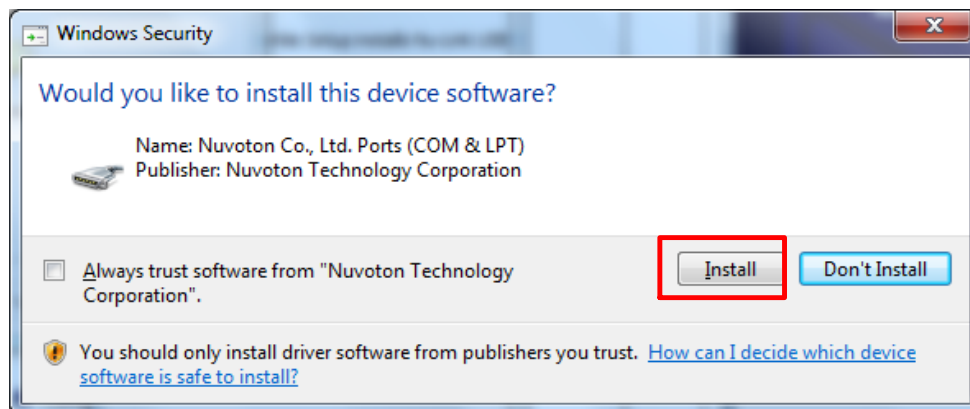 Windows Security
Would you like to install this device software?
Name: Nuvoton Co., Ltd. Ports (COM & LPT)
Publisher: Nuvoton Technology Corporation
Always trust software from "Nuvoton Technology
Corporation".
Install
Don't Install
You should only install driver software from publishers you trust. How can I decide which device
software is safe to install?